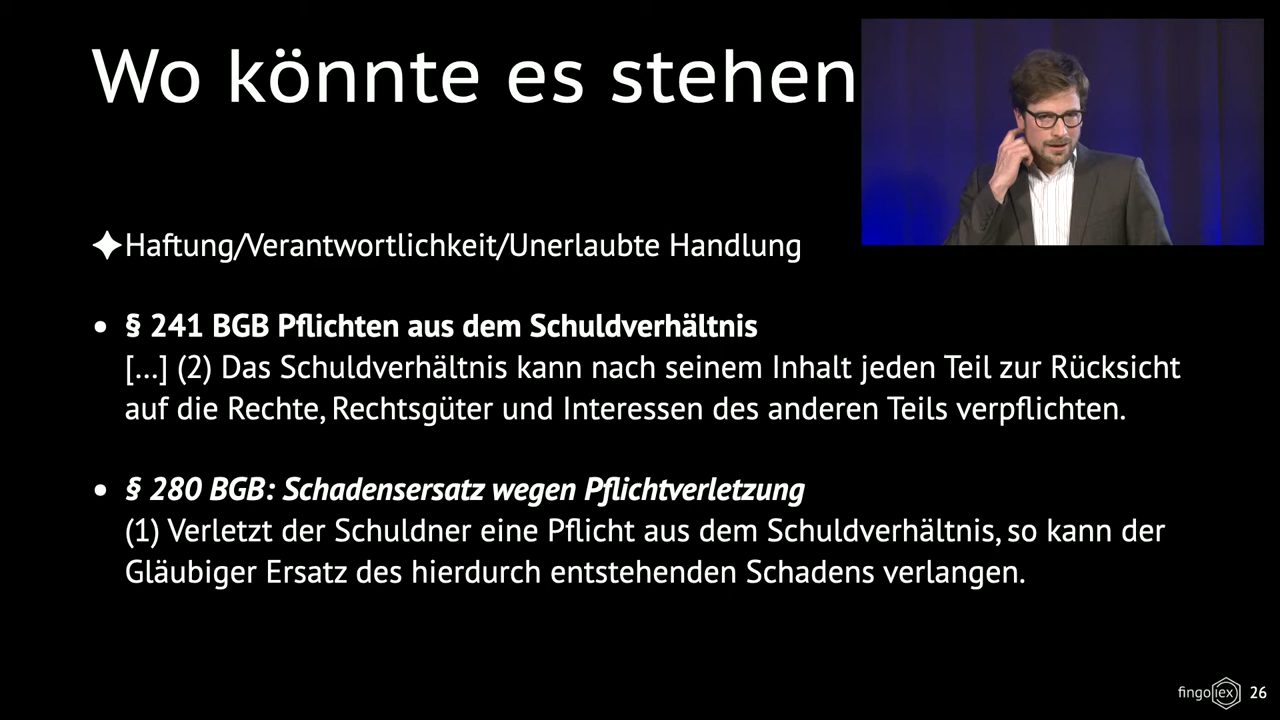 Wo könnte es stehen
Haftung/Verantwortlichkeit/Unerlaubte Handlung
• § 241 BGB Pflichten aus dem Schuldverhältnis
[...] (2) Das Schuldverhältnis kann nach seinem Inhalt jeden Teil zur Rücksicht
auf die Rechte, Rechtsgüter und Interessen des anderen Teils verpflichten.
• § 280 BGB: Schadensersatz wegen Pflichtverletzung
(1) Verletzt der Schuldner eine Pflicht aus dem Schuldverhältnis, so kann der
Gläubiger Ersatz des hierdurch entstehenden Schadens verlangen.
fingolex 26